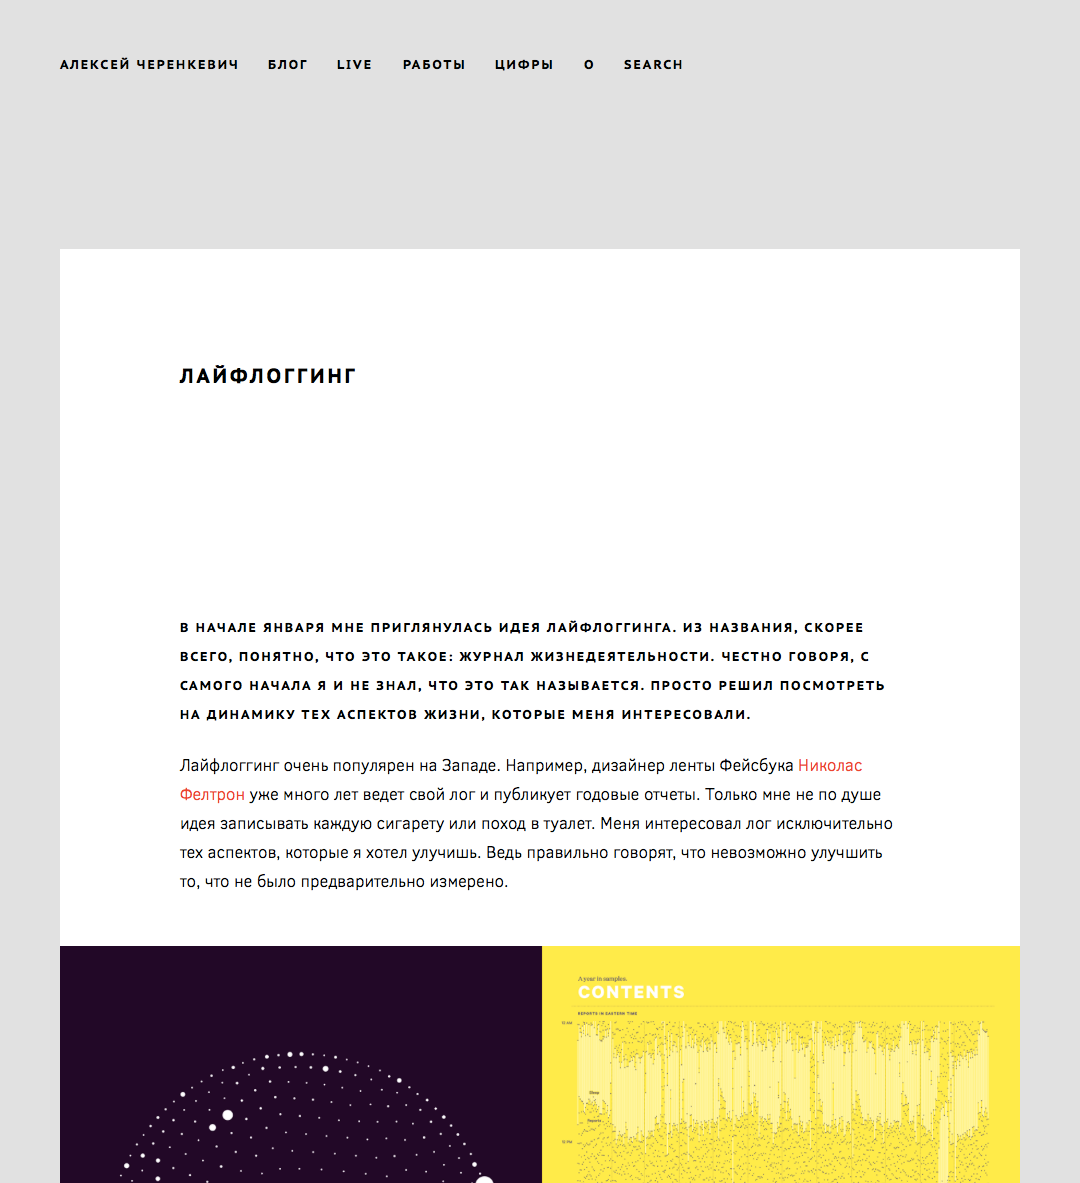 АЛЕКСЕЙ ЧЕРЕНКЕВИЧ БЛОГ LIVE РАБОТЫ ЦИФРЫ О SEARCH
ЛАЙФЛОГГИНГ
В НАЧАЛЕ ЯНВАРЯ МНЕ ПРИГЛЯНУЛАСЬ ИДЕЯ ЛАЙФЛОГГИНГА. ИЗ НАЗВАНИЯ, СКОРЕЕ
ВСЕГО, ПОНЯТНО, ЧТО ЭТО ТАКОЕ: ЖУРНАЛ ЖИЗНЕДЕЯТЕЛЬНОСТИ. ЧЕСТНО ГОВОРЯ, С
САМОГО НАЧАЛА Я И НЕ ЗНАЛ, ЧТО ЭТО ТАК НАЗЫВАЕТСЯ. ПРОСТО РЕШИЛ ПОСМОТРЕТЬ
НА ДИНАМИКУ ТЕХ АСПЕКТОВ ЖИЗНИ, КОТОРЫЕ МЕНЯ ИНТЕРЕСОВАЛИ.
Лайфлоггинг очень популярен на Западе. Например, дизайнер ленты Фейсбука Николас
Фелтрон уже много лет ведет свой лог и публикует годовые отчеты. Только мне не по душе
идея записывать каждую сигарету или поход в туалет. Меня интересовал лог исключительно
тех аспектов, которые я хотел улучишь. Ведь правильно говорят, что невозможно улучшить
то, что не было предварительно измерено.
A year in samples.
CONTENTS
REPORTS IN EASTERN TIME
12 AM
Sleep
Reports
12 PM